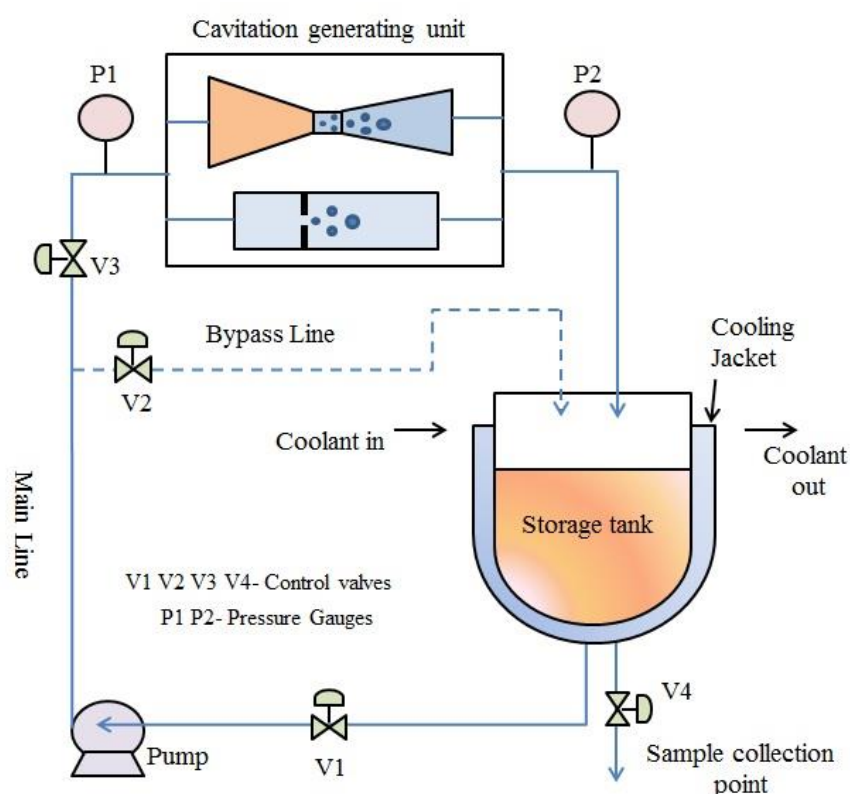 Cavitation generating unit
P1
P2
V3
Bypass Line
V2
Cooling
Jacket
Coolant in
Coolant
out
Main Line
Storage tank
V1 V2 V3 V4- Control valves
P1 P2- Pressure Gauges
V4
Pump
V1
Sample collection
point